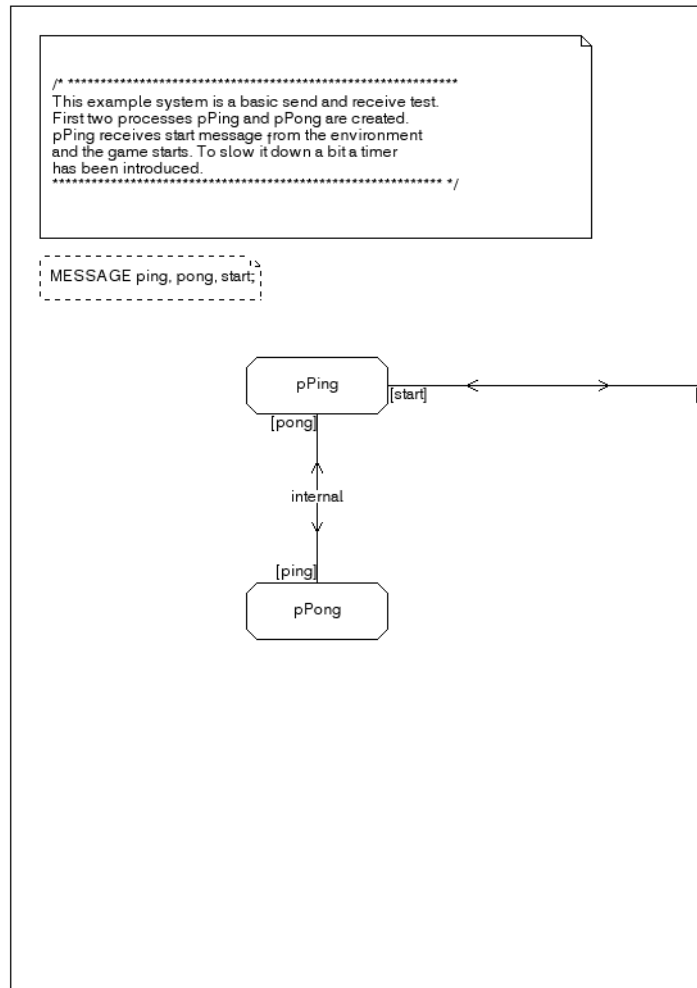 /* ************************************************************
This example system is a basic send and receive test.
First two processes pPing and pPong are created.
pPing receives start message from the environment
and the game starts. To slow it down a bit a timer
has been introduced.
************************************************************ */
MESSAGE ping, pong, start;
pPing
[start]
[
[pong]
internal
[ping]
pPong